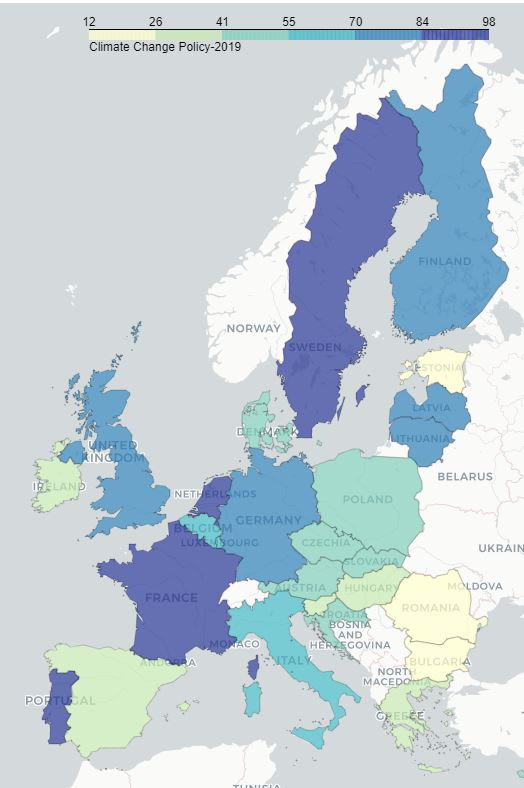 12 26 41 55 70 84 98
Climate Change Policy-2019
FINLAND
NORWAY
SWEDEN
ESTONIA
LATVIA
LITHUANIA
DENMARK
UNITED
KINGDOM
IRELAND
BELARUS
NETHERLANDS
POLAND
GERMANY
BELGIUM
LUXEMBOURG
CZECHIA
UKRAIN
SLOVAKIA
AUSTRIA
HUNGARY
MOLDOVA
FRANCE
ROMANIA
CROATIA
BOSNIA
AND
HERZEGOVINA
MONACO
ANDORRA
ITALY
BULGARIA
NORTH
MACEDONIA
PORTUGAL
GREECE
TUNISIA